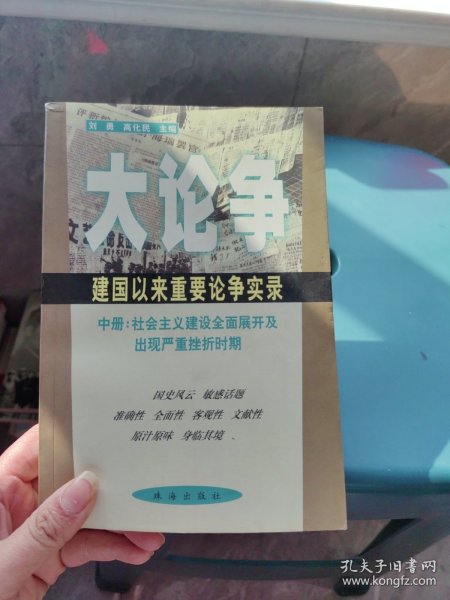 刘勇 高化民 主编
海瑞罢官
大论争
建国以来重要论争实录
中册：社会主义建设全面展开及
出现严重挫折时期
国史风云 敏感话题
准确性 全面性 客观性 文献性
原汁原味 身临其境
珠海出版社
孔夫子旧书网
www.kongfz.com